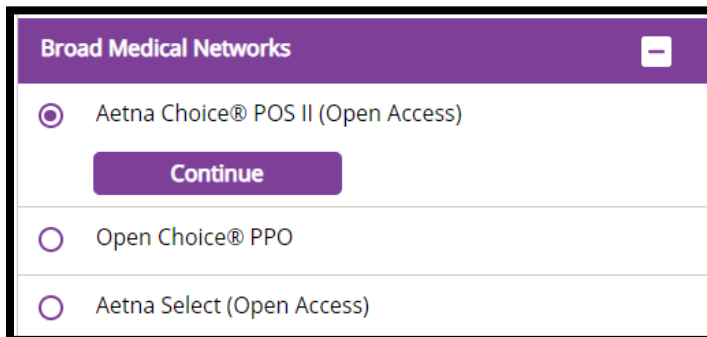 Broad Medical Networks
Aetna Choice® POS II (Open Access)
Continue
Open Choice® PPO
Aetna Select (Open Access)